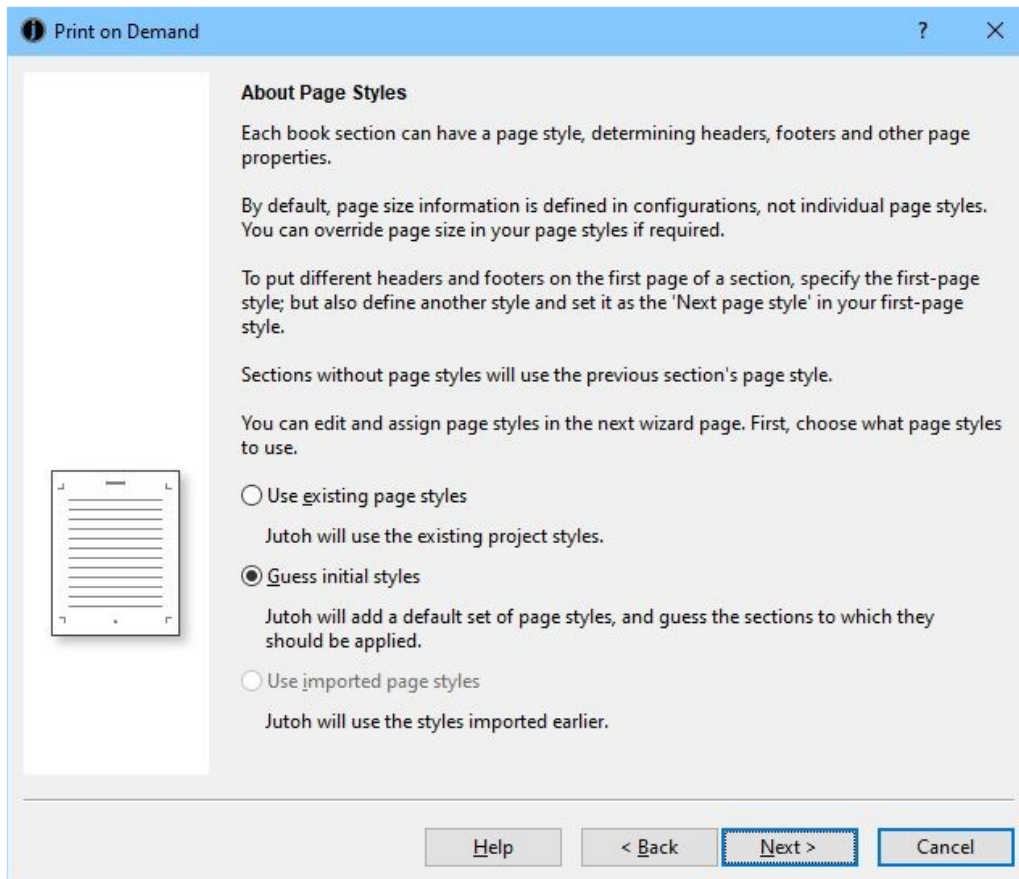 Print on Demand
?
About Page Styles
Each book section can have a page style, determining headers, footers and other page
properties.
By default, page size information is defined in configurations, not individual page styles.
You can override page size in your page styles if required.
To put different headers and footers on the first page of a section, specify the first-page
style; but also define another style and set it as the 'Next page style' in your first-page
style.
Sections without page styles will use the previous section's page style.
You can edit and assign page styles in the next wizard page. First, choose what page styles
to use.
Use existing page styles
Jutoh will use the existing project styles.
Guess initial styles
Jutoh will add a default set of page styles, and guess the sections to which they
should be applied.
Use imported page styles
Jutoh will use the styles imported earlier.
Help
< Back
Next >
Cancel